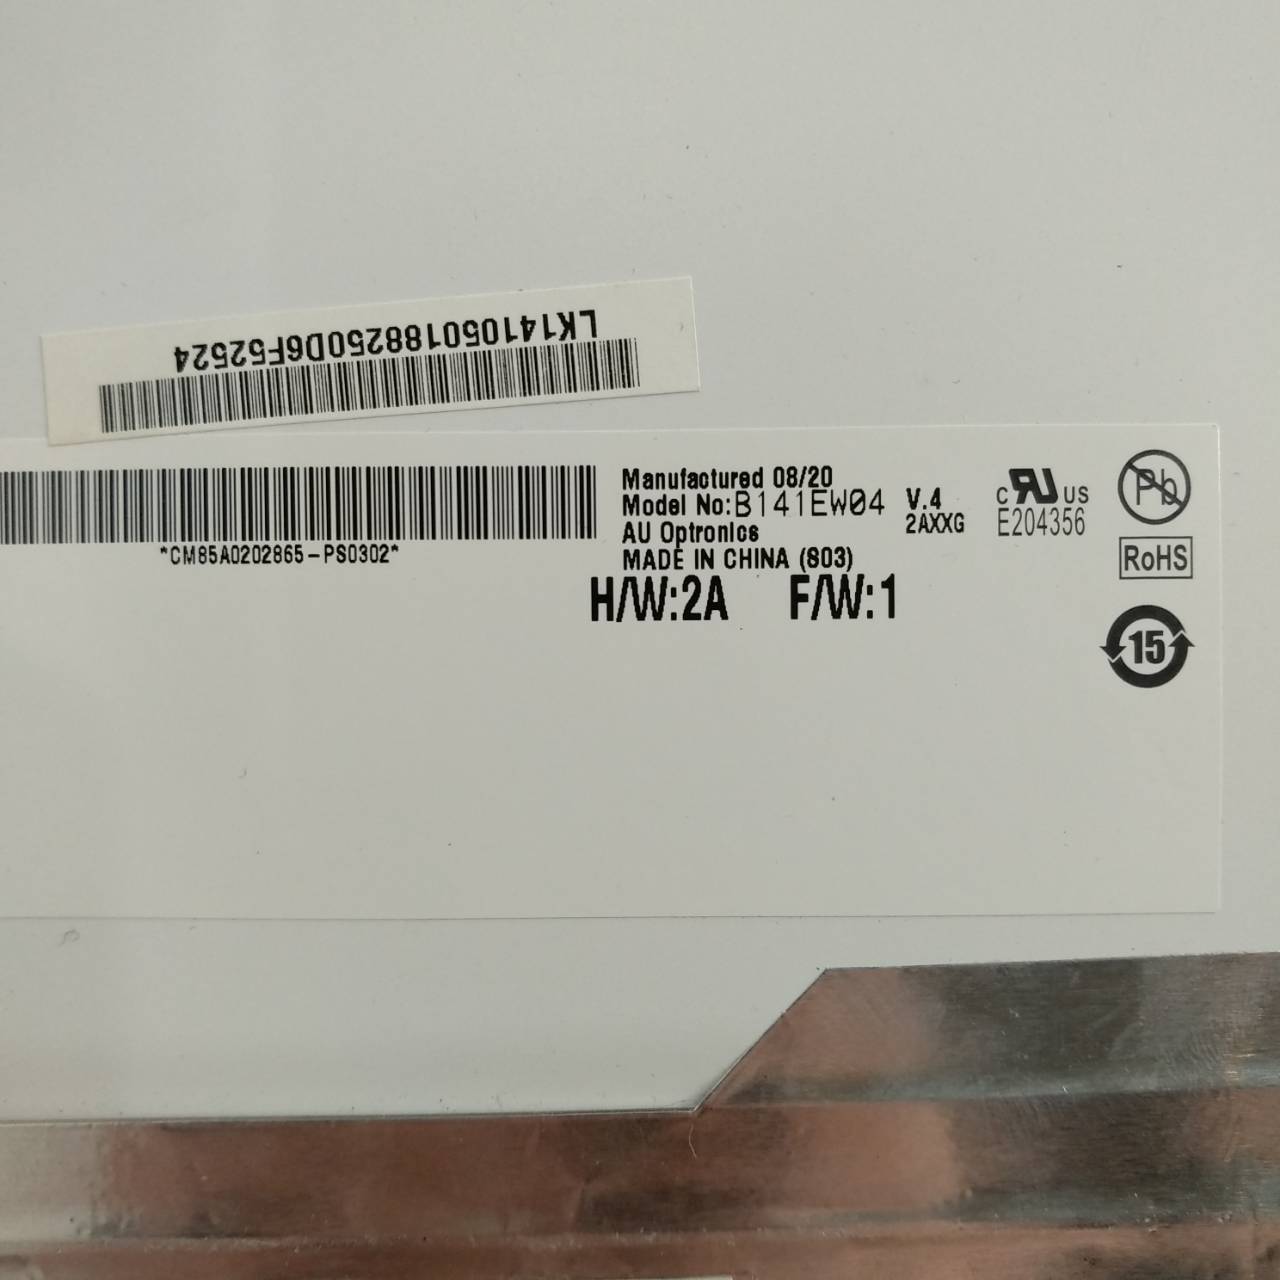 LK141050188250D6F52524
*CM85A0202865-PS0302*
Manufactured 08/20
Model No:B141EW04 V.4
AU Optronics 2AXXG
MADE IN CHINA (S03)
H/W:2A F/W:1
C RU US
E204356
Pb
RoHS
15